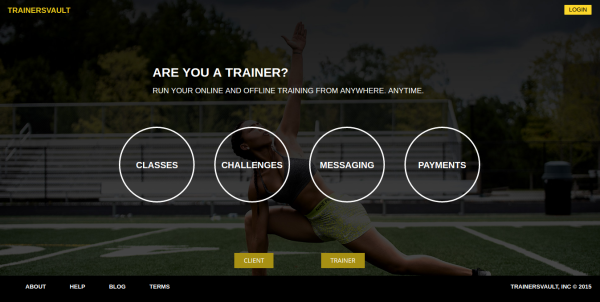 TRAINERSVAULT
LOGIN
ARE YOU A TRAINER?
RUN YOUR ONLINE AND OFFLINE TRAINING FROM ANYWHERE. ANYTIME.
CLASSES
CHALLENGES
MESSAGING
PAYMENTS
CLIENT
TRAINER
ABOUT
HELP
BLOG
TERMS
TRAINERSVAULT, INC © 2015